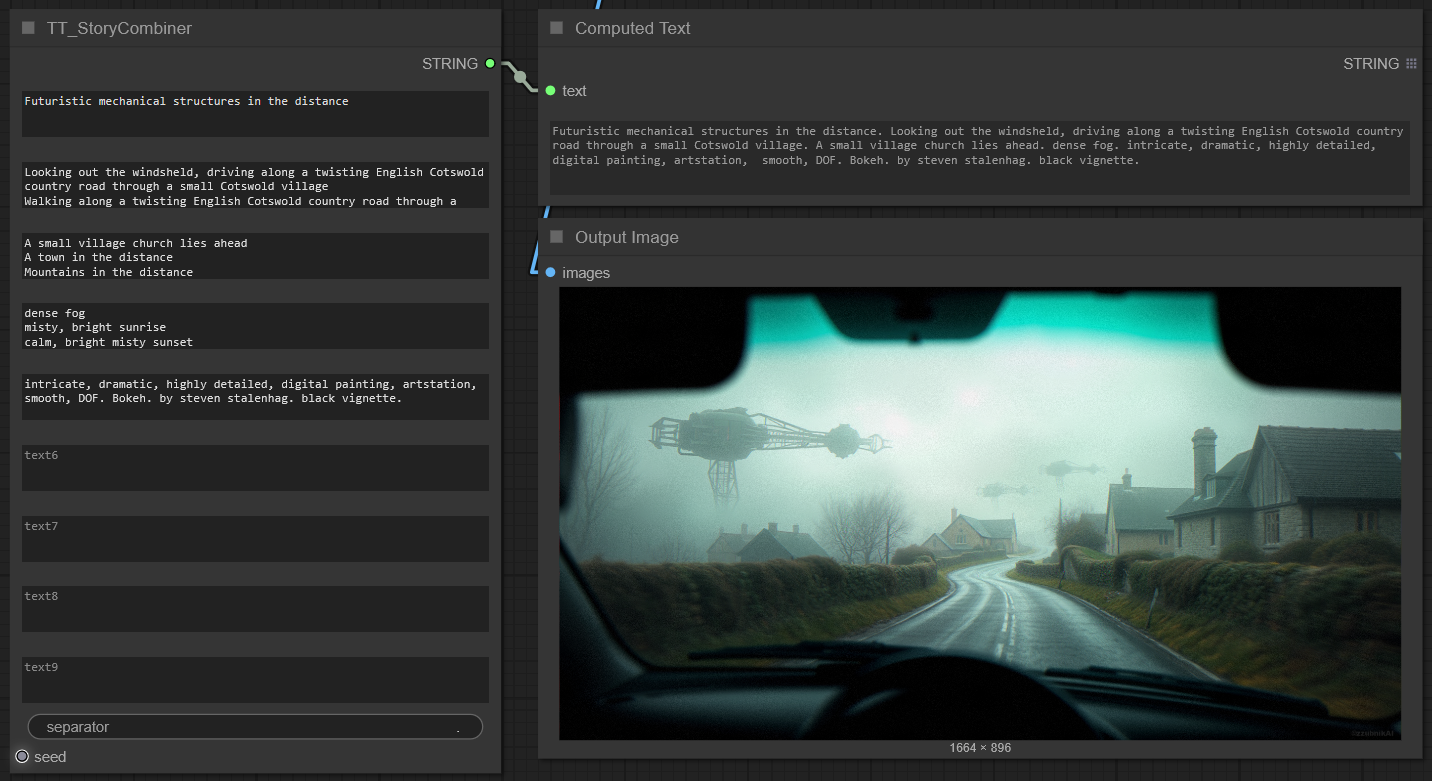 TT_StoryCombiner
STRING
Futuristic mechanical structures in the distance
Looking out the windsheld, driving along a twisting English Cotswold
country road through a small Cotswold village
Walking along a twisting English Cotswold country road through a
A small village church lies ahead
A town in the distance
Mountains in the distance
dense fog
misty, bright sunrise
calm, bright misty sunset
intricate, dramatic, highly detailed, digital painting, artstation,
smooth, DOF. Bokeh. by steven stalenhag. black vignette.
text6
text7
text8
text9
separator .
seed
Computed Text
STRING
text
Futuristic mechanical structures in the distance. Looking out the windsheld, driving along a twisting English Cotswold country
road through a small Cotswold village. A small village church lies ahead. dense fog. intricate, dramatic, highly detailed,
digital painting, artstation,  smooth, DOF. Bokeh. by steven stalenhag. black vignette.
Output Image
images
1664 × 896